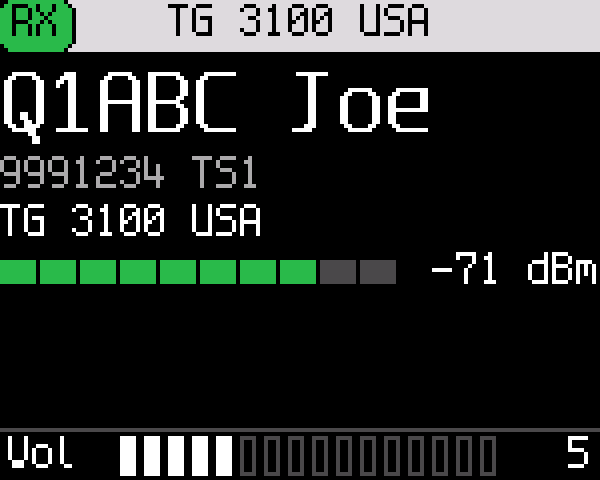 RX TG 3100 USA
Q1ABC Joe
9991234 TS1
TG 3100 USA
-71 dBm
Vol 5